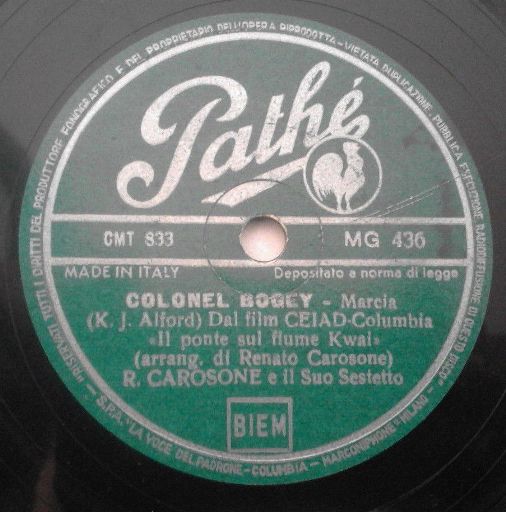 "RISERVATI TUTTI I DIRITTI DEL PRODUTTORE FONOGRAFICO E DEL PROPRIETARIO DELL'OPERA RIPRODOTTA - VIETATA DUPLICAZIONE PUBBLICA ESECUZIONE RADIODIFFUSIONE DI QUESTO DISCO"
Pathé
CMT 833
MG 436
MADE IN ITALY
Depositato a norma di legge
COLONEL BOGEY - Marcia
(K. J. Alford) Dal film CEIAD-Columbia
«Il ponte sul fiume Kwai»
(arrang. di Renato Carosone)
R. CAROSONE e il Suo Sestetto
BIEM
S.P.A. "LA VOCE DEL PADRONE - COLUMBIA - MARCONIPHONE" MILANO -